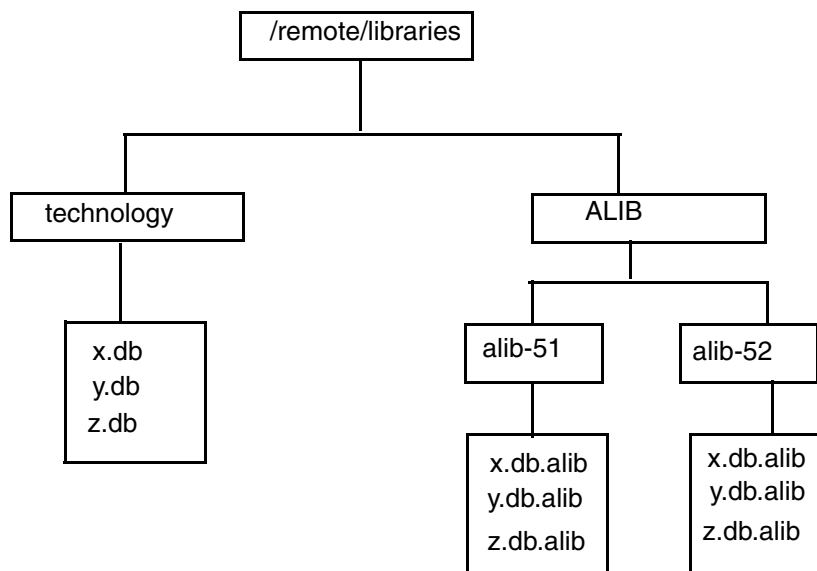 /remote/libraries
technology
ALIB
x.db
y.db
z.db
alib-51
alib-52
x.db.alib
y.db.alib
z.db.alib
x.db.alib
y.db.alib
z.db.alib